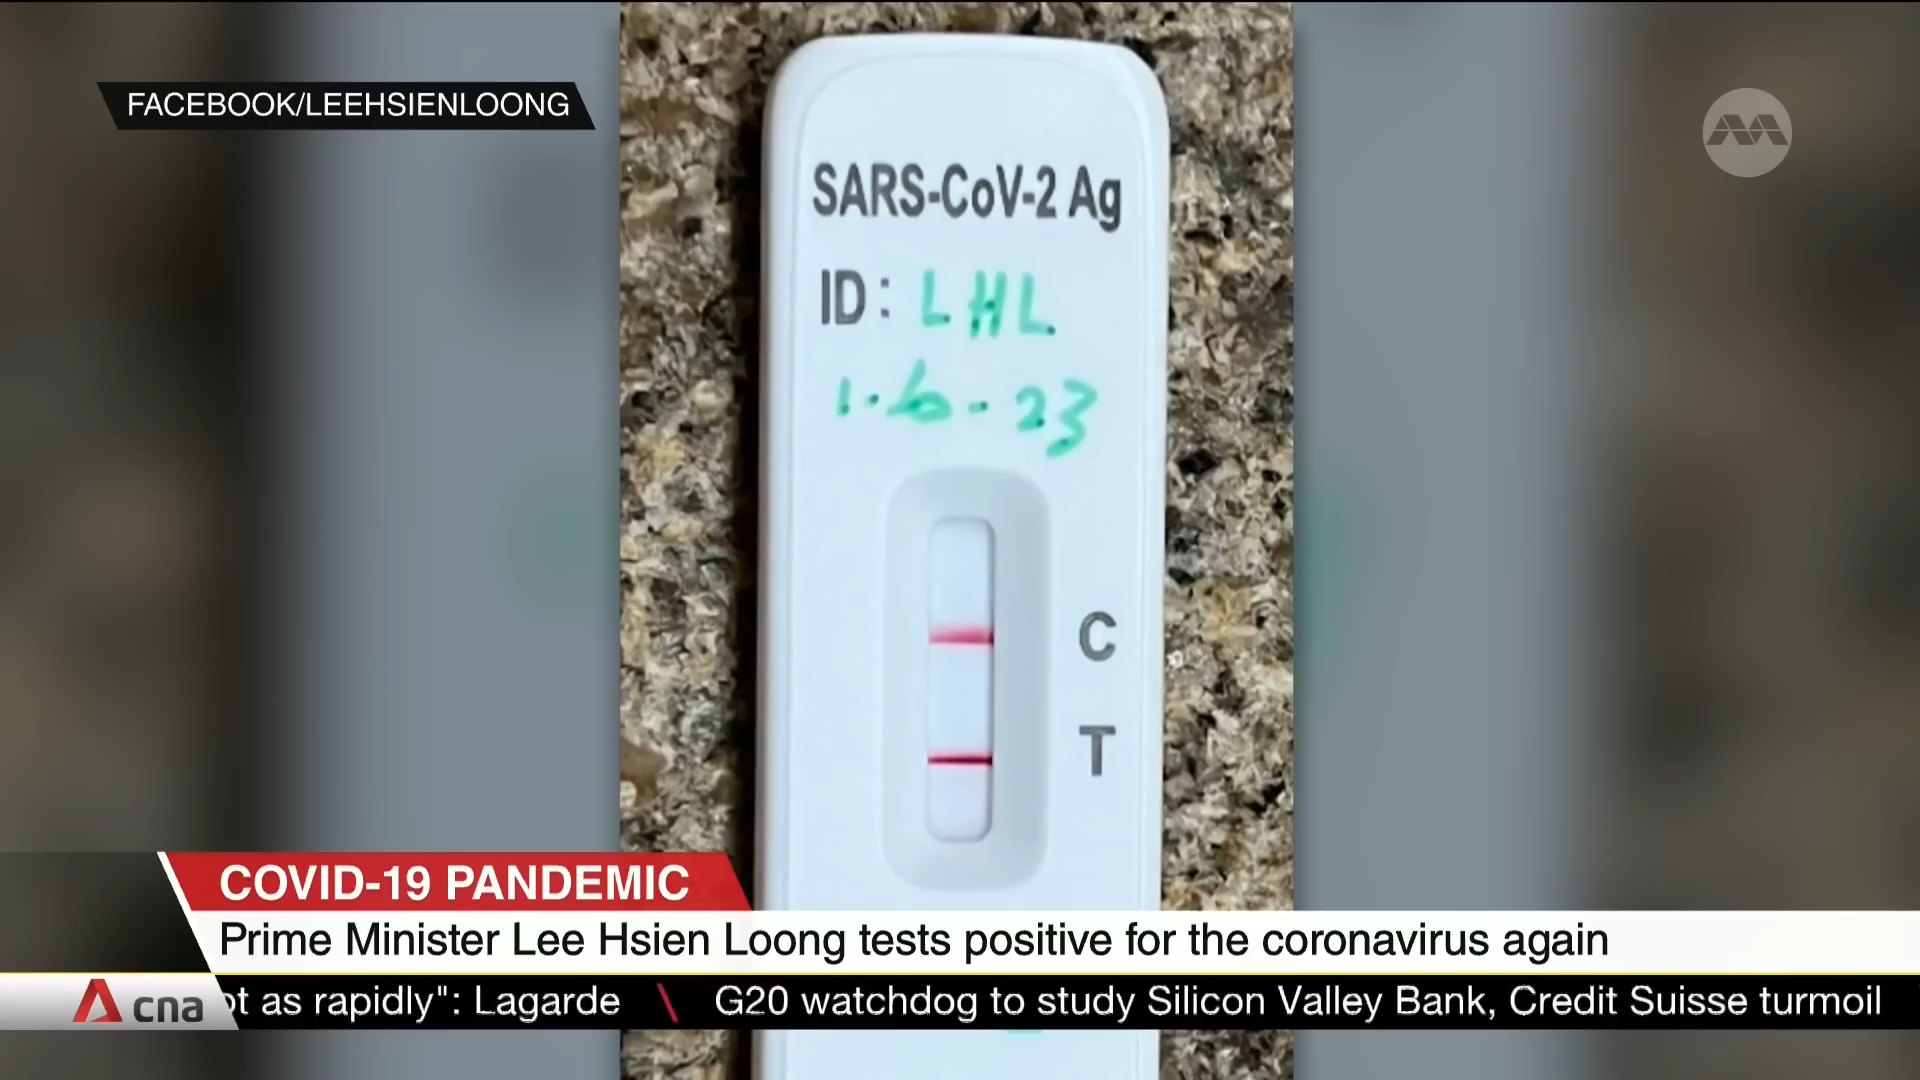 FACEBOOK/LEEHSIENLOONG
SARS-CoV-2 Ag
ID: LHL
1.6.23
C
T
COVID-19 PANDEMIC
Prime Minister Lee Hsien Loong tests positive for the coronavirus again
cna
ot as rapidly": Lagarde \ G20 watchdog to study Silicon Valley Bank, Credit Suisse turmoil